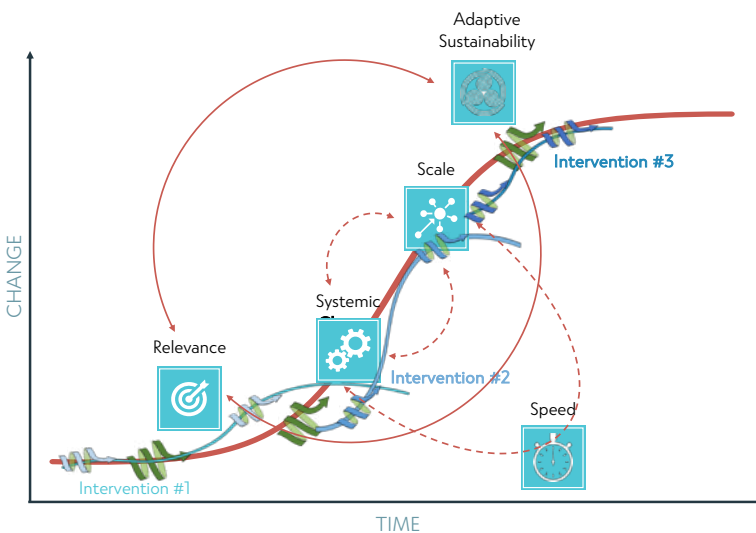 Adaptive
Sustainability
Intervention #3
Scale
CHANGE
Systemic
Relevance
Intervention #2
Speed
Intervention #1
TIME